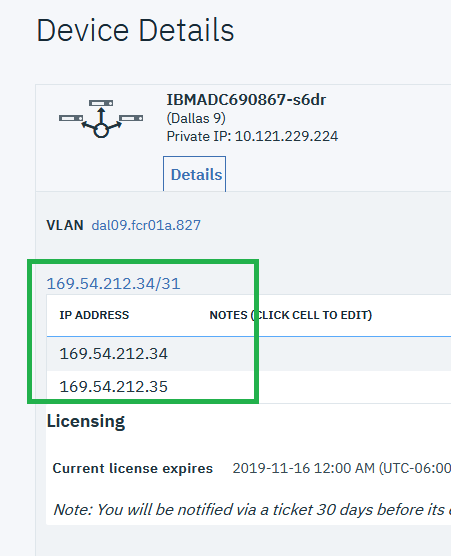 Device Details
IBMADC690867-s6dr
(Dallas 9)
Private IP: 10.121.229.224
Details
VLAN dal09.fcr01a.827
169.54.212.34/31
IP ADDRESS NOTES (CLICK CELL TO EDIT)
169.54.212.34
169.54.212.35
Licensing
Current license expires 2019-11-16 12:00 AM (UTC-06:00
Note: You will be notified via a ticket 30 days before its